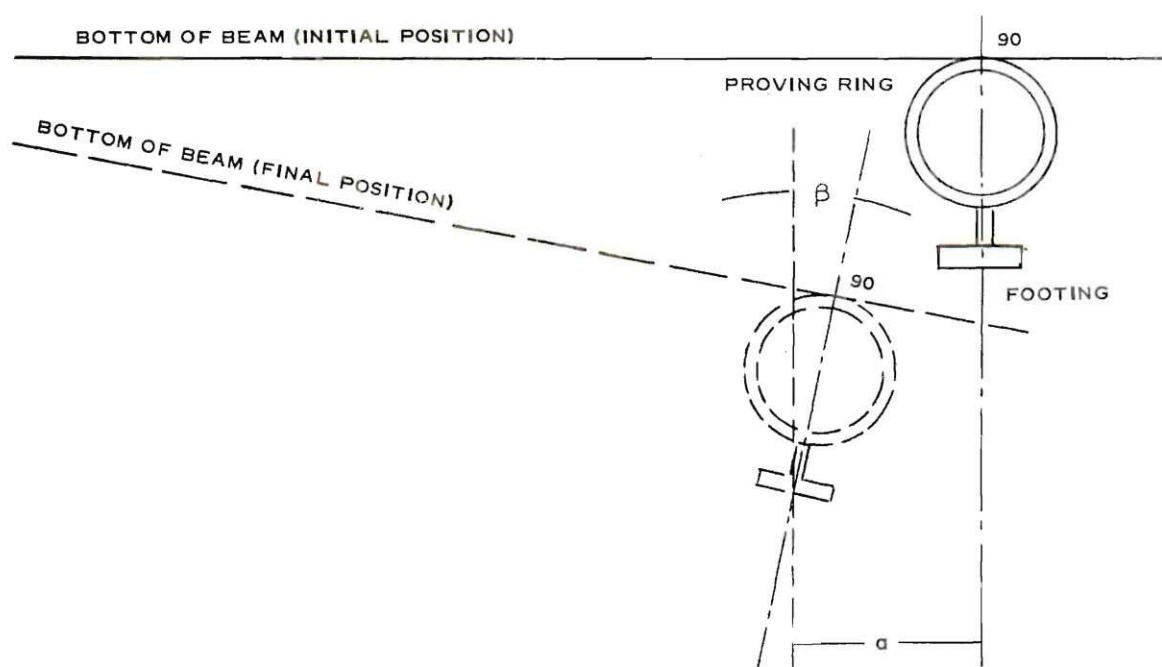 BOTTOM OF BEAM (INITIAL POSITION)
90
PROVING RING
BOTTOM OF BEAM (FINAL POSITION)
β
90
FOOTING
a